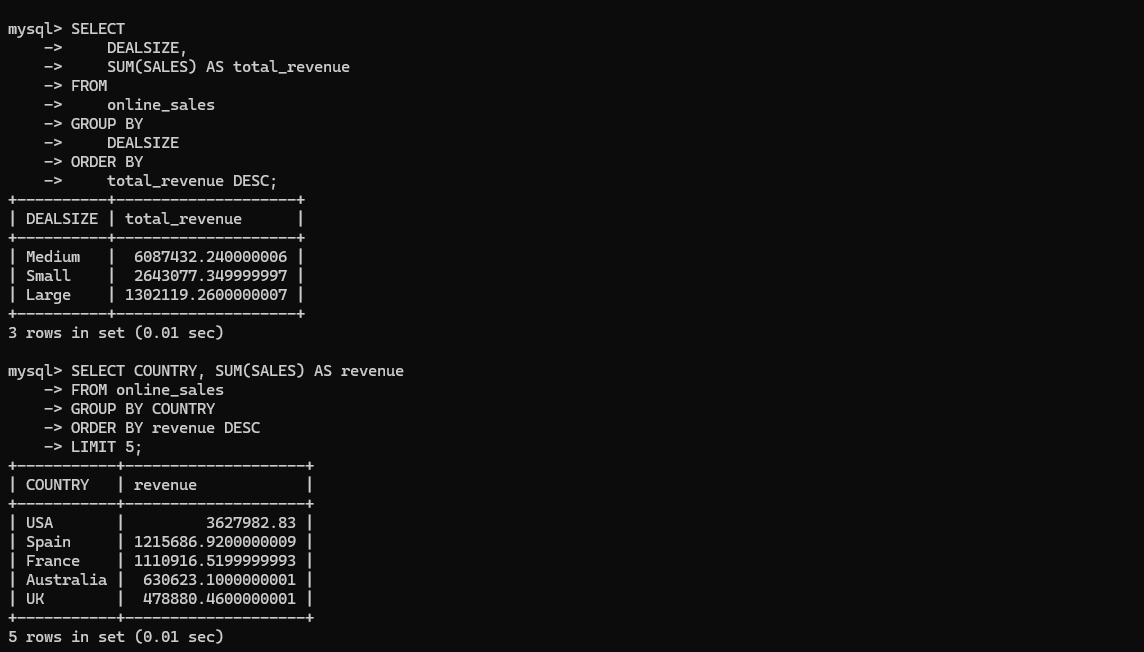 mysql> SELECT
    ->     DEALSIZE,
    ->     SUM(SALES) AS total_revenue
    -> FROM
    ->     online_sales
    -> GROUP BY
    ->     DEALSIZE
    -> ORDER BY
    ->     total_revenue DESC;
+----------+--------------------+
| DEALSIZE | total_revenue      |
+----------+--------------------+
| Medium   |  6087432.240000006 |
| Small    |  2643077.349999997 |
| Large    | 1302119.2600000007 |
+----------+--------------------+
3 rows in set (0.01 sec)

mysql> SELECT COUNTRY, SUM(SALES) AS revenue
    -> FROM online_sales
    -> GROUP BY COUNTRY
    -> ORDER BY revenue DESC
    -> LIMIT 5;
+-----------+--------------------+
| COUNTRY   | revenue            |
+-----------+--------------------+
| USA       |         3627982.83 |
| Spain     | 1215686.9200000009 |
| France    | 1110916.5199999993 |
| Australia |  630623.1000000001 |
| UK        |  478880.4600000001 |
+-----------+--------------------+
5 rows in set (0.01 sec)